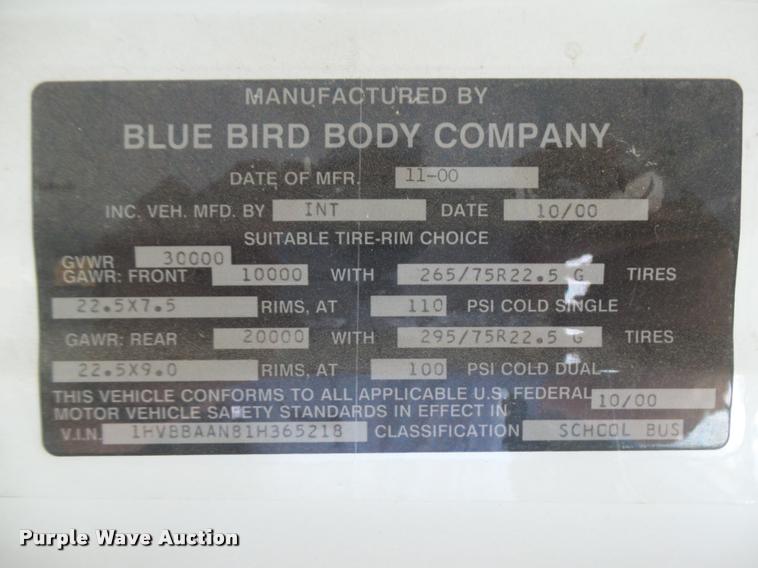 MANUFACTURED BY
BLUE BIRD BODY COMPANY
DATE OF MFR. 11-00
INC. VEH. MFD. BY INT DATE 10/00
SUITABLE TIRE-RIM CHOICE
GVWR 30000
GAWR: FRONT 10000 WITH 265/75R22.5 G TIRES
22.5X7.5 RIMS, AT 110 PSI COLD SINGLE
GAWR: REAR 20000 WITH 295/75R22.5 G TIRES
22.5X9.0 RIMS, AT 100 PSI COLD DUAL
THIS VEHICLE CONFORMS TO ALL APPLICABLE U.S. FEDERAL
MOTOR VEHICLE SAFETY STANDARDS IN EFFECT IN 10/00
V.I.N. 1HVBBAAN81H365218 CLASSIFICATION SCHOOL BUS
Purple Wave Auction Purple Wave Auction